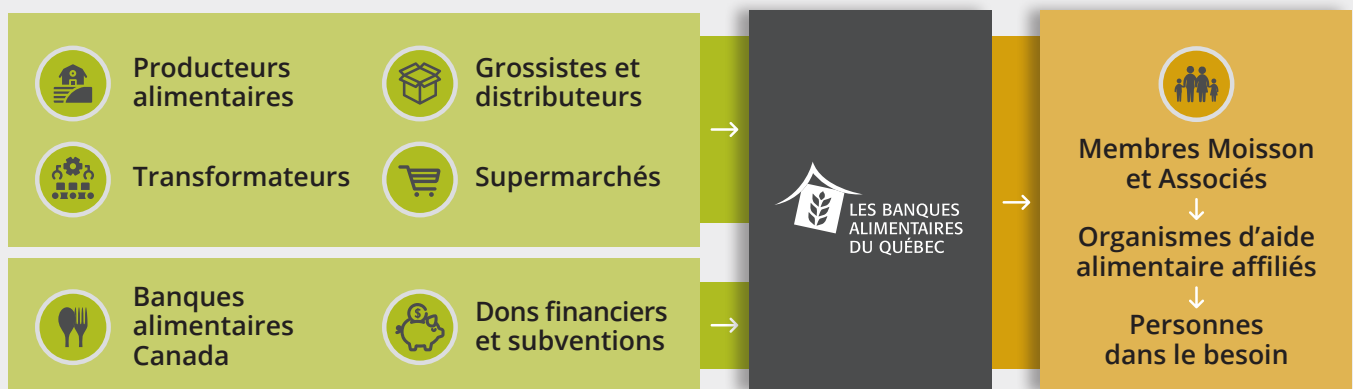 Producteurs
alimentaires
Grossistes et
distributeurs
Transformateurs
Supermarchés
Banques
alimentaires
Canada
Dons financiers
et subventions
LES BANQUES
ALIMENTAIRES
DU QUÉBEC
Membres Moisson
et Associés
Organismes d'aide
alimentaire affiliés
Personnes
dans le besoin